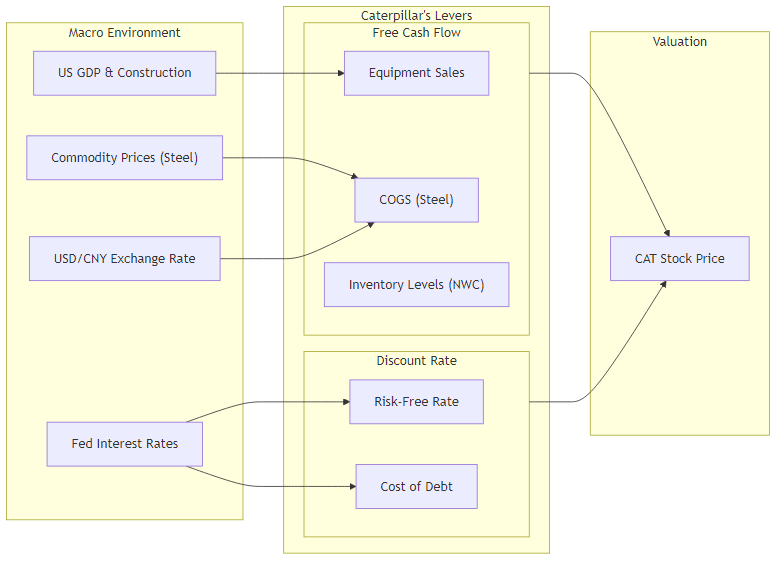 Macro Environment
US GDP & Construction
Commodity Prices (Steel)
USD/CNY Exchange Rate
Fed Interest Rates
Caterpillar's Levers
Free Cash Flow
Equipment Sales
COGS (Steel)
Inventory Levels (NWC)
Discount Rate
Risk-Free Rate
Cost of Debt
Valuation
CAT Stock Price